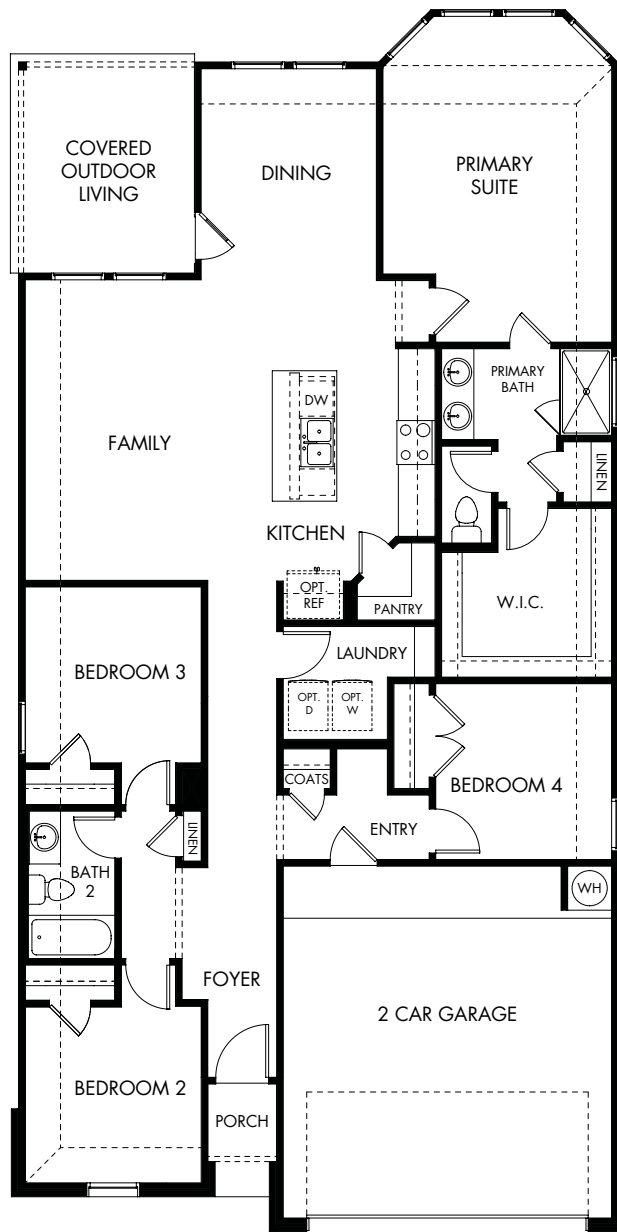 COVERED
OUTDOOR
LIVING
DINING
PRIMARY
SUITE
PRIMARY
BATH
DW
FAMILY
LINEN
KITCHEN
OPT.
REF
PANTRY
W.I.C.
LAUNDRY
BEDROOM 3
OPT.
D
OPT.
W
COATS
BEDROOM 4
ENTRY
LINEN
BATH
2
WH
FOYER
2 CAR GARAGE
BEDROOM 2
PORCH